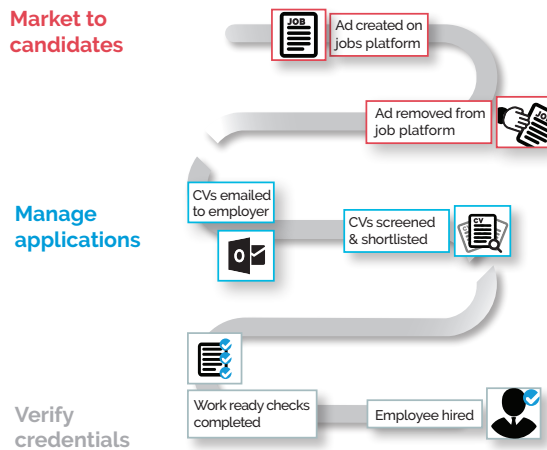 Market to
candidates
JOB
Ad created on
jobs platform
Ad removed from
job platform
JOB
CVs emailed
to employer
Manage
applications
CVs screened
& shortlisted
CV
Work ready checks
completed
Employee hired
Verify
credentials